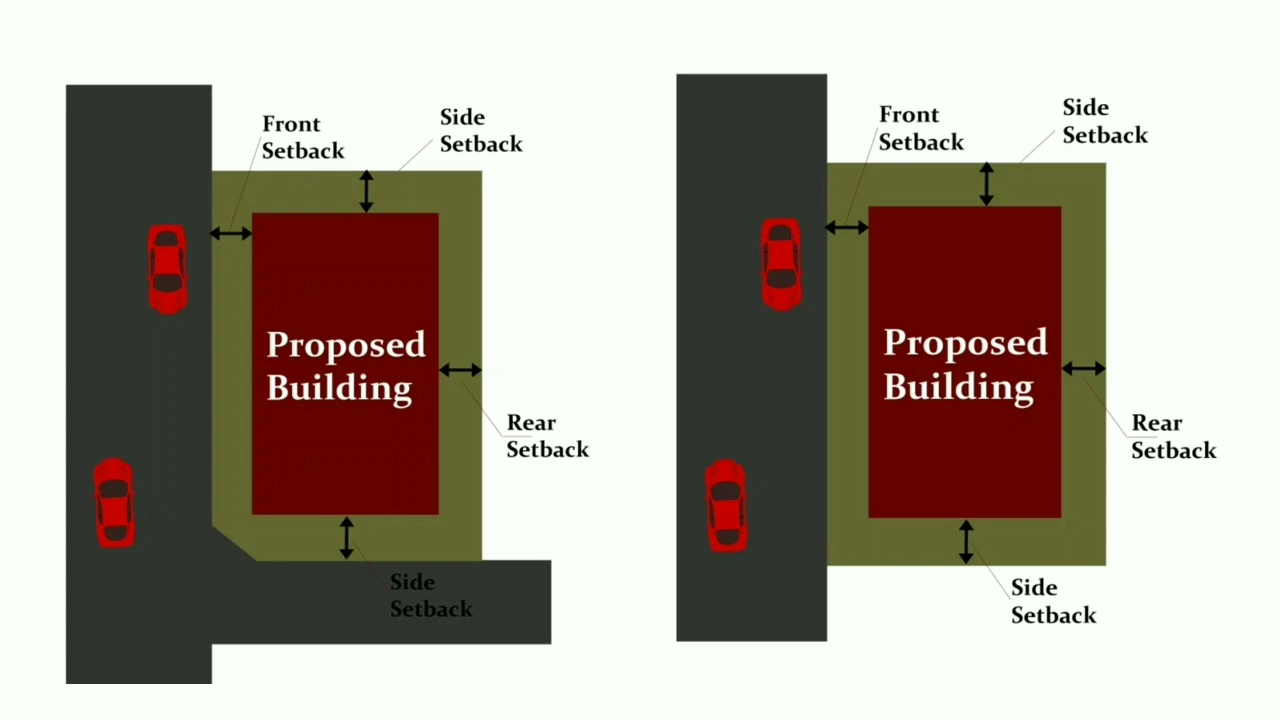 Front
Setback
Side
Setback
Proposed
Building
Rear
Setback
Side
Setback
Front
Setback
Side
Setback
Proposed
Building
Rear
Setback
Side
Setback